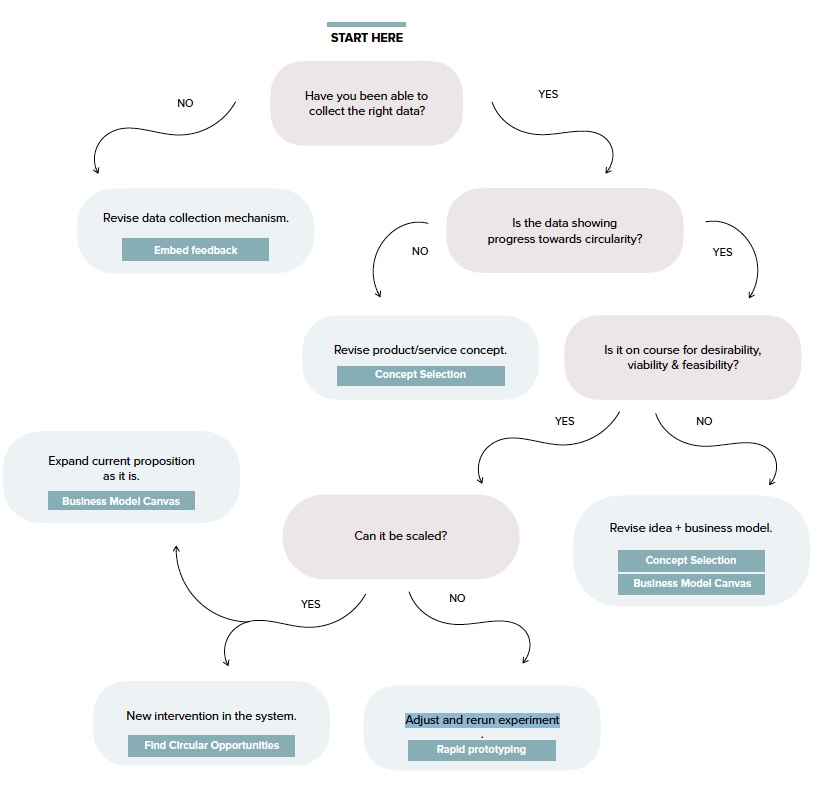 START HERE
Have you been able to
collect the right data?
NO
YES
Revise data collection mechanism.
Embed feedback
Is the data showing
progress towards circularity?
NO
YES
Revise product/service concept.
Concept Selection
Is it on course for desirability,
viability & feasibility?
YES
NO
Expand current proposition
as it is.
Business Model Canvas
Can it be scaled?
Revise idea + business model.
Concept Selection
Business Model Canvas
YES
NO
New intervention in the system.
Find Circular Opportunities
Adjust and rerun experiment
.
Rapid prototyping